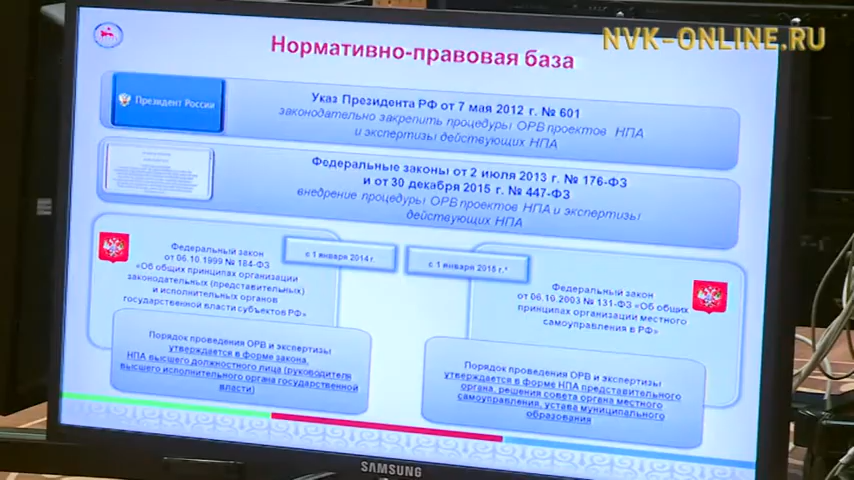 NVK-ONLINE.RU
Нормативно-правовая база
Президент России
Указ Президента РФ от 7 мая 2012 г. № 601
законодательно закрепить процедуры ОРВ проектов НПА
и экспертизы действующих НПА
Федеральные законы от 2 июля 2013 г. № 176-ФЗ
и от 30 декабря 2015 г. № 447-ФЗ
внедрение процедуры ОРВ проектов НПА и экспертизы
действующих НПА
Федеральный закон
от 06.10.1999 № 184-ФЗ
«Об общих принципах организации
законодательных (представительных)
и исполнительных органов
государственной власти субъектов РФ»
с 1 января 2014 г.
с 1 января 2015 г.*
Федеральный закон
от 06.10.2003 № 131-ФЗ «Об общих
принципах организации местного
самоуправления в РФ»
Порядок проведения ОРВ и экспертизы
утверждается в форме закона,
НПА высшего должностного лица (руководителя
высшего исполнительного органа государственной
власти)
Порядок проведения ОРВ и экспертизы
утверждается в форме НПА представительного
органа, решения совета органа местного
самоуправления, устава муниципального
образования
SAMSUNG